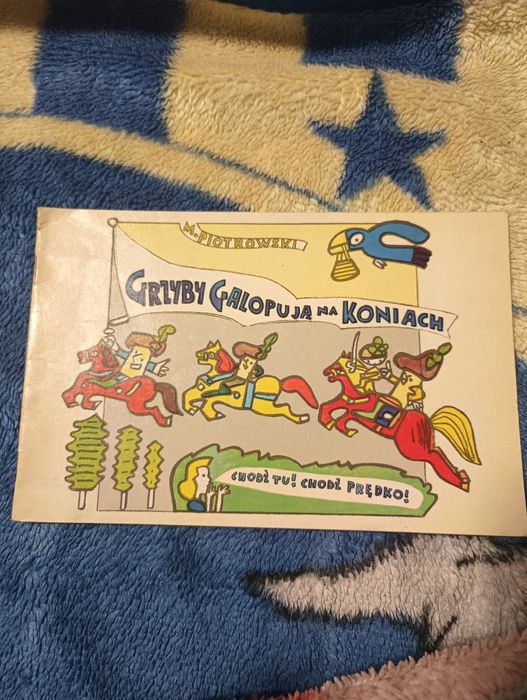 M. PIOTROWSKI
GRZYBY GALOPUJĄ NA KONIACH
CHODŹ TU! CHODŹ PRĘDKO!